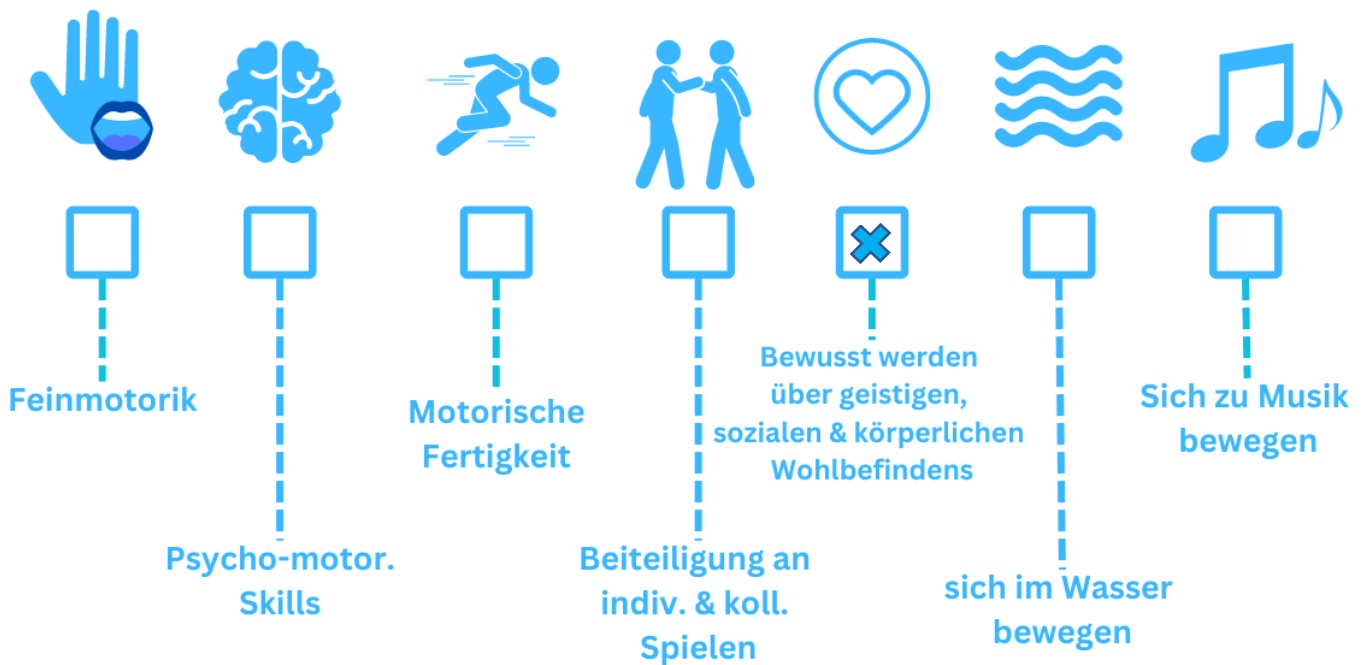 Feinmotorik
Psycho-motor.
Skills
Motorische
Fertigkeit
Beiteiligung an
indiv. & koll.
Spielen
Bewusst werden
über geistigen,
sozialen & körperlichen
Wohlbefindens
sich im Wasser
bewegen
Sich zu Musik
bewegen